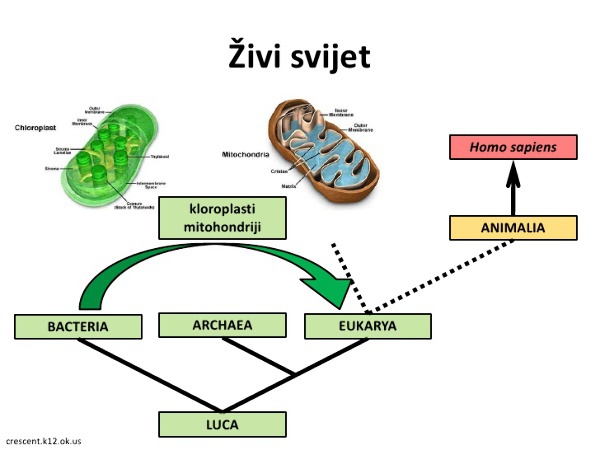 Živi svijet
Chloroplast
Outer
Membrane
Inner
Membrane
Stroma
Lamellae
Stroma
Thylakoid
Intermembrane
Space
Granum
(Stack of Thylakoids)
Mitochondria
Inner
Membrane
Outer
Membrane
Cristae
Matrix
Homo sapiens
kloroplasti
mitohondriji
ANIMALIA
BACTERIA
ARCHAEA
EUKARYA
LUCA
crescent.k12.ok.us